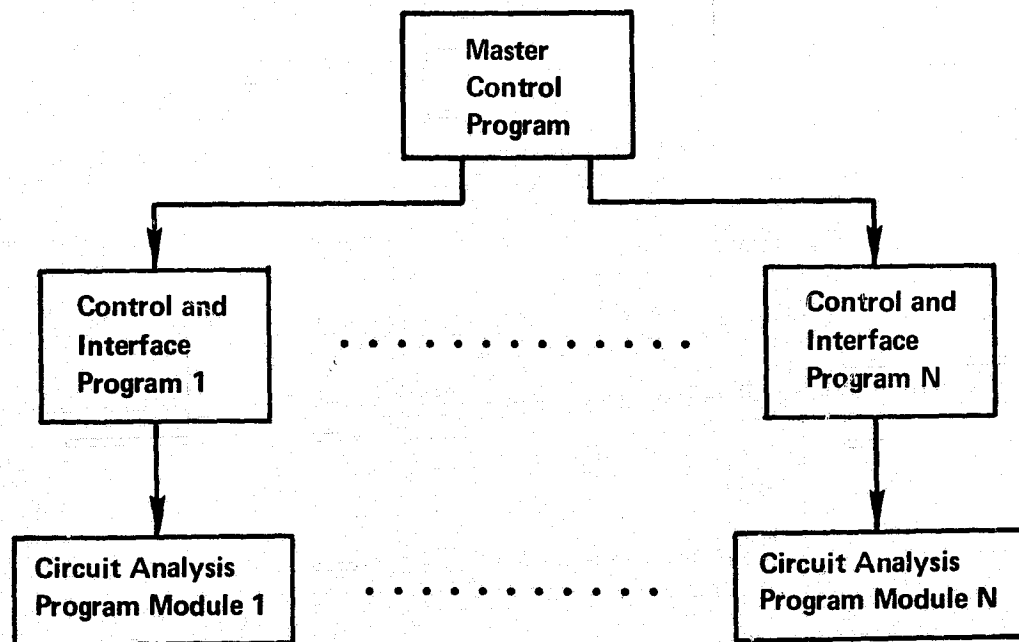 Master
Control
Program
Control and
Interface
Program 1
Control and
Interface
Program N
Circuit Analysis
Program Module 1
Circuit Analysis
Program Module N